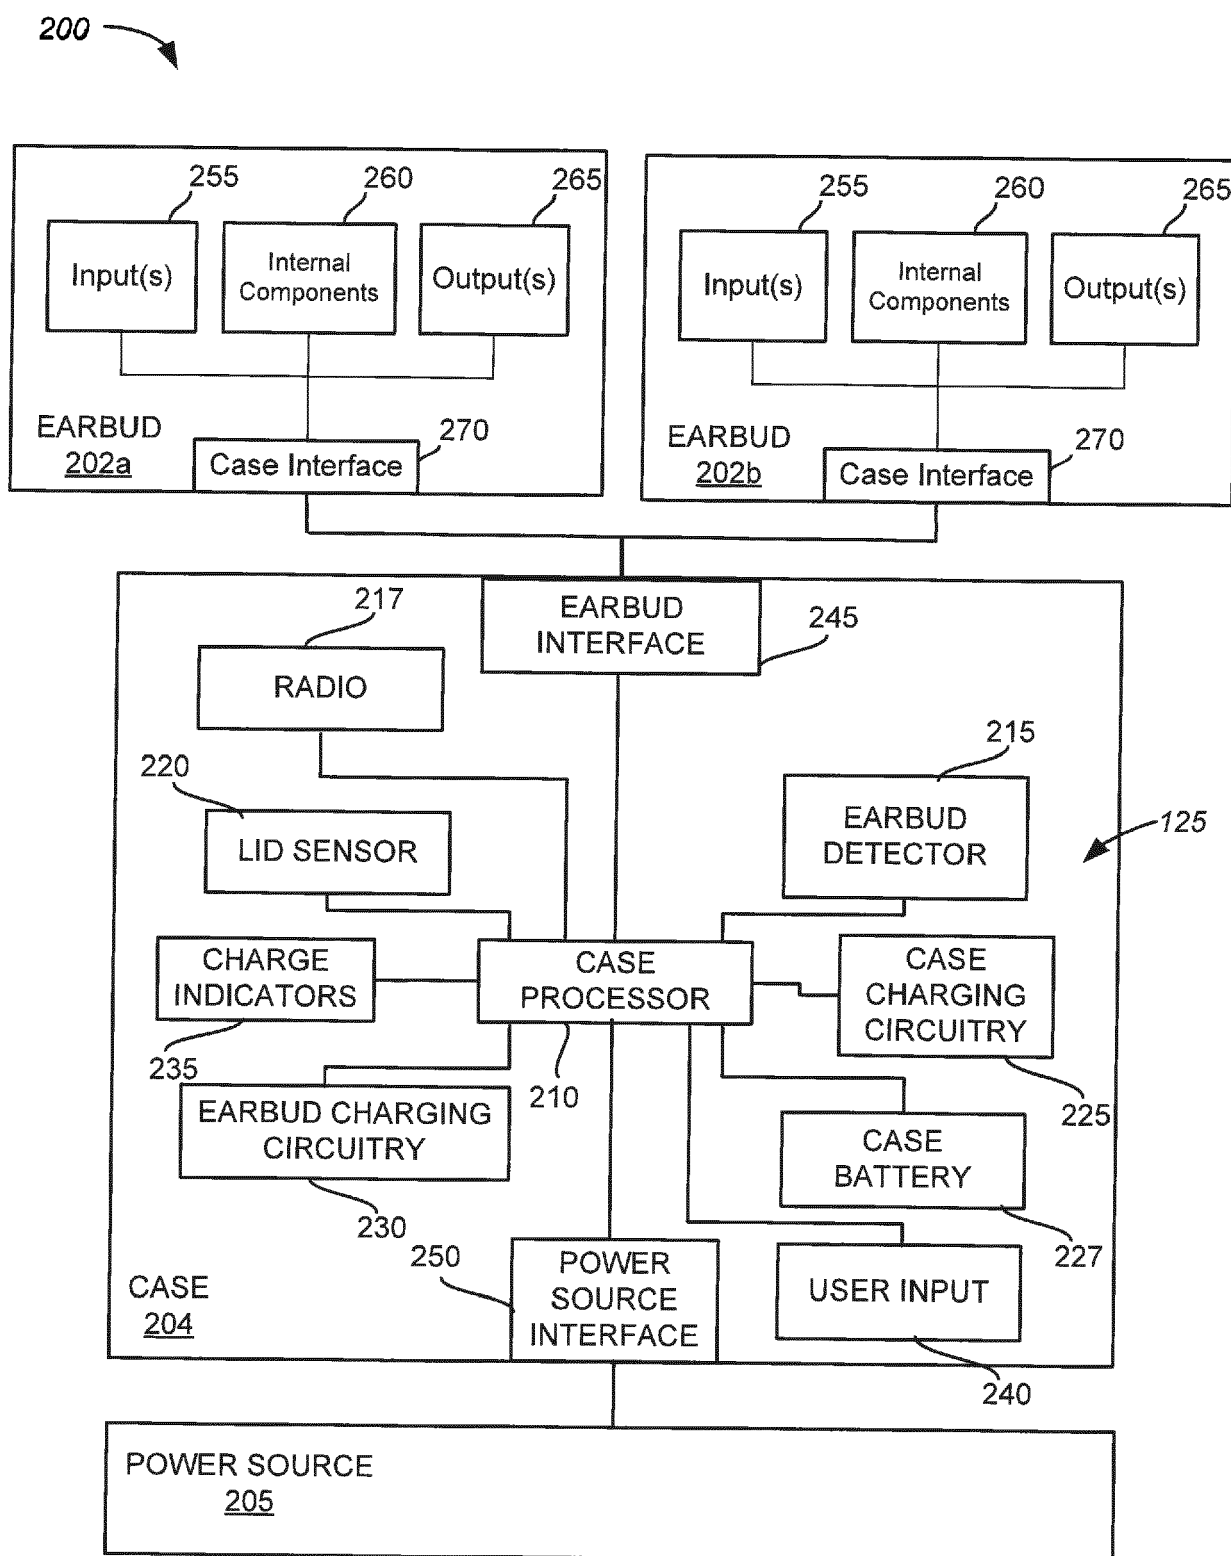 200
255
260
265
Input(s)
Internal
Components
Output(s)
EARBUD
202a
270
Case Interface
255
260
265
Input(s)
Internal
Components
Output(s)
EARBUD
202b
270
Case Interface
EARBUD
INTERFACE
245
217
RADIO
215
220
EARBUD
DETECTOR
125
LID SENSOR
CHARGE
INDICATORS
235
CASE
PROCESSOR
210
CASE
CHARGING
CIRCUITRY
225
EARBUD CHARGING
CIRCUITRY
230
CASE
BATTERY
227
250
POWER
SOURCE
INTERFACE
USER INPUT
240
CASE
204
POWER SOURCE
205